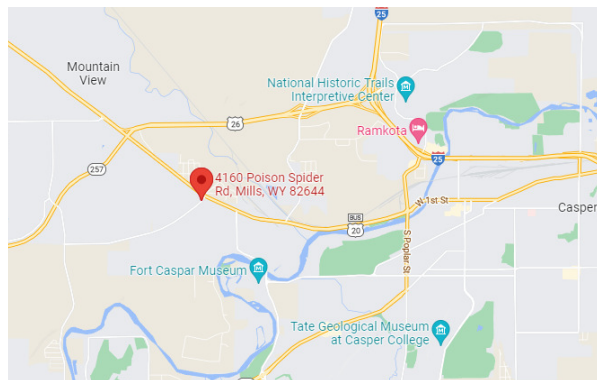 25
Mountain
View
National Historic Trails
Interpretive Center
26
Ramkota
25
257
4160 Poison Spider
Rd, Mills, WY 82644
W 1st St
BUS
20
Casper
S Poplar St
Fort Caspar Museum
Tate Geological Museum
at Casper College